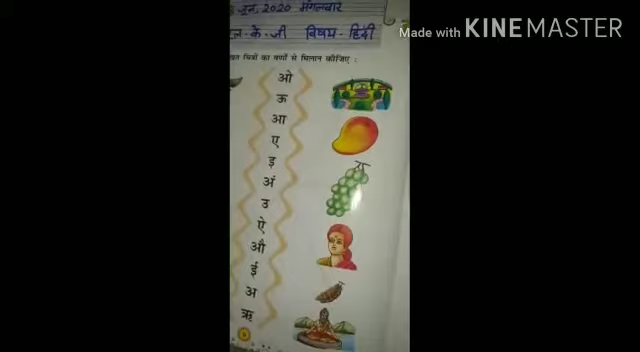 जून, 2020 मंगलवार
Made with KINEMASTER
के-जी विषय - हिंदी
चित्रों का वर्णों से मिलान कीजिए :
ओ
ऊ
आ
ए
इ
अं
उ
ऐ
औ
ई
अ
ऋ